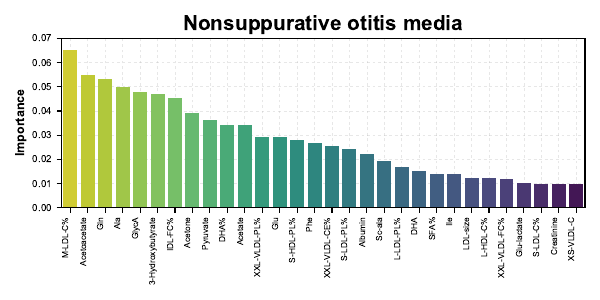 Nonsuppurative otitis media
Importance
0.07
0.06
0.05
0.04
0.03
0.02
0.01
0.00
M-LDL-C%
Acetoacetate
Gln
Ala
GlycA
3-Hydroxybutyrate
IDL-FC%
Acetone
Pyruvate
DHA%
Acetate
XXL-VLDL-PL%
Glu
S-HDL-PL%
Phe
XXL-VLDL-CE%
S-LDL-PL%
Albumin
So-ala
L-LDL-PL%
DHA
SFA%
Ile
LDL-size
L-HDL-C%
XXL-VLDL-FC%
Glu-lactate
S-LDL-C%
Creatinine
XS-VLDL-C